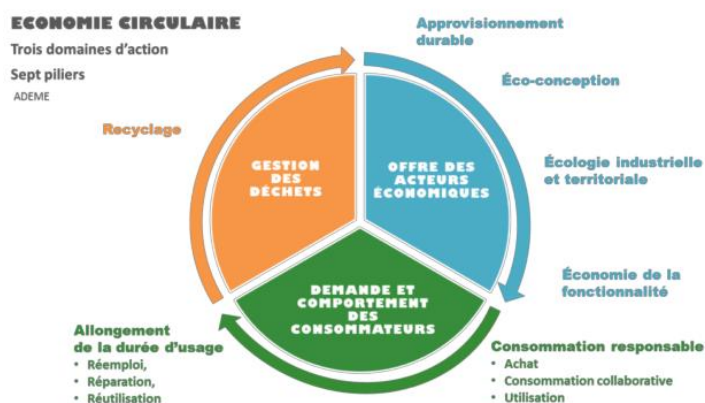 ECONOMIE CIRCULAIRE
Trois domaines d'action
Sept piliers
ADEME
Approvisionnement
durable
Éco-conception
Écologie industrielle
et territoriale
Économie de la
fonctionnalité
OFFRE DES
ACTEURS
ÉCONOMIQUES
Consommation responsable
• Achat
• Consommation collaborative
• Utilisation
DEMANDE ET
COMPORTEMENT
DES
CONSOMMATEURS
Allongement
de la durée d'usage
• Réemploi,
• Réparation,
• Réutilisation
Recyclage
GESTION
DES
DÉCHETS